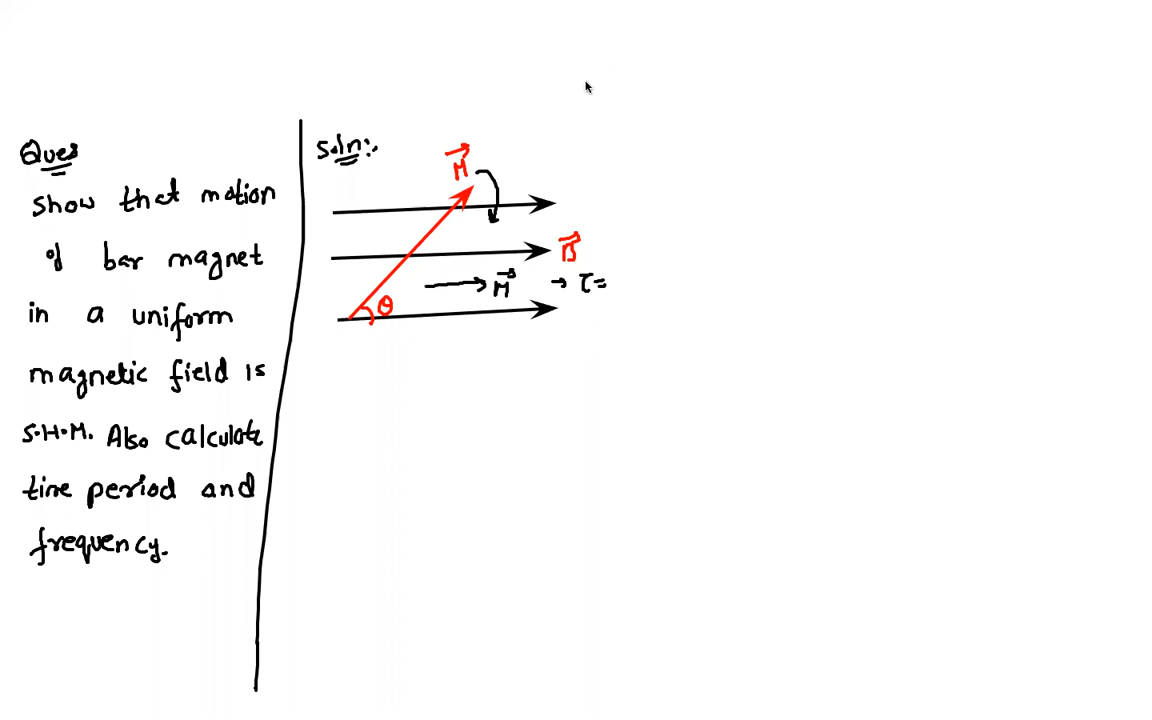 Ques
show that motion
of bar magnet
in a uniform
magnetic field is
S.H.M. Also calculate
time period and
frequency.
Soln:
M
B
M → τ=
θ